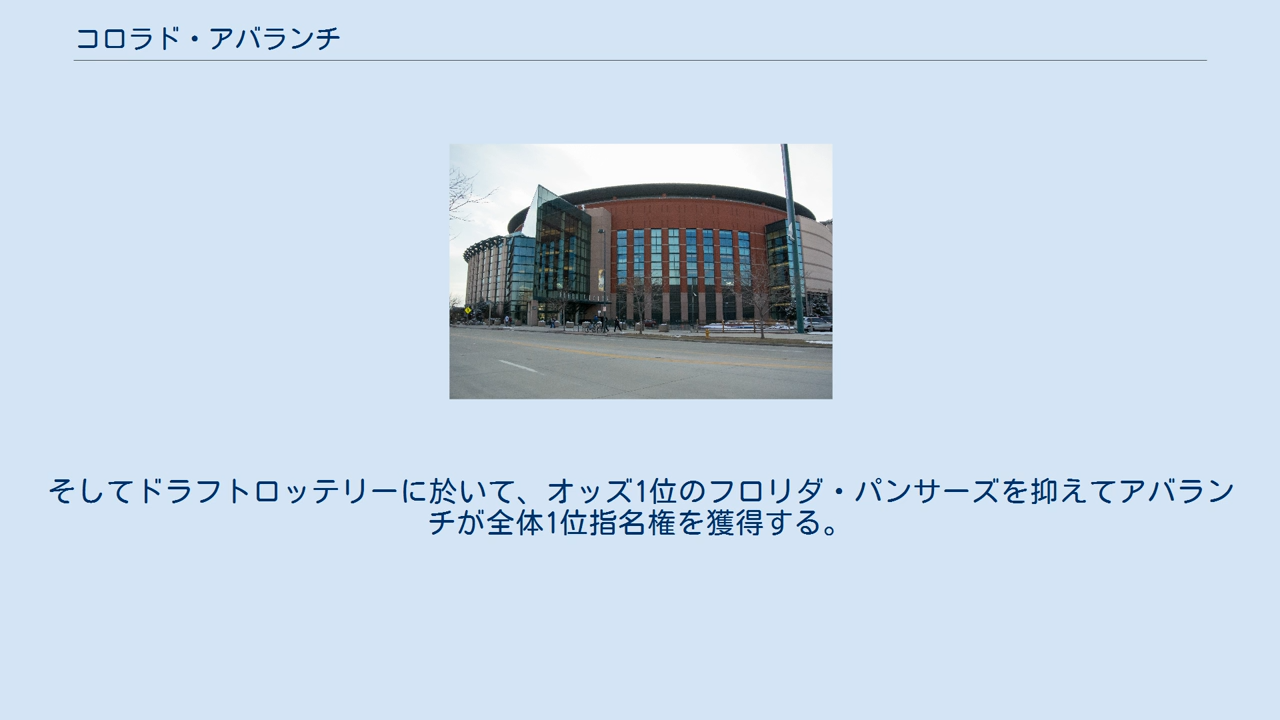 コロラド・アバランチ
そしてドラフトロッテリーに於いて、オッズ1位のフロリダ・パンサーズを抑えてアバラン
チが全体1位指名権を獲得する。